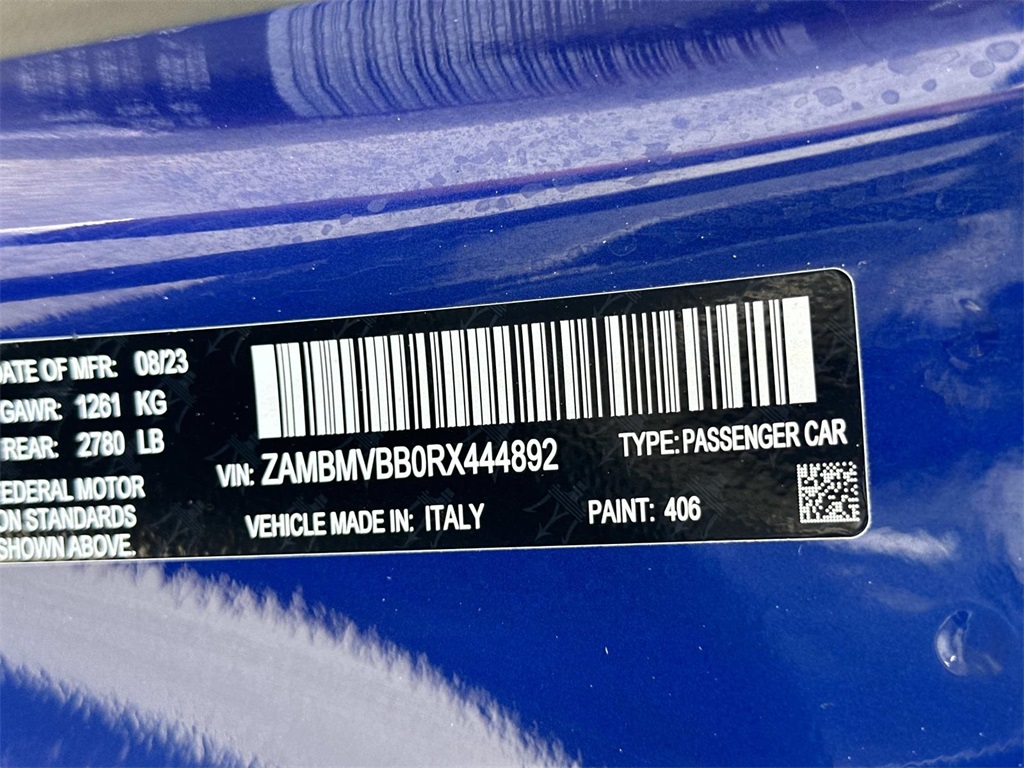 DATE OF MFR: 08/23
GAWR: 1261 KG
REAR: 2780 LB
FEDERAL MOTOR
ON STANDARDS
SHOWN ABOVE.
VIN: ZAMBMVBB0RX444892
TYPE: PASSENGER CAR
VEHICLE MADE IN: ITALY
PAINT: 406